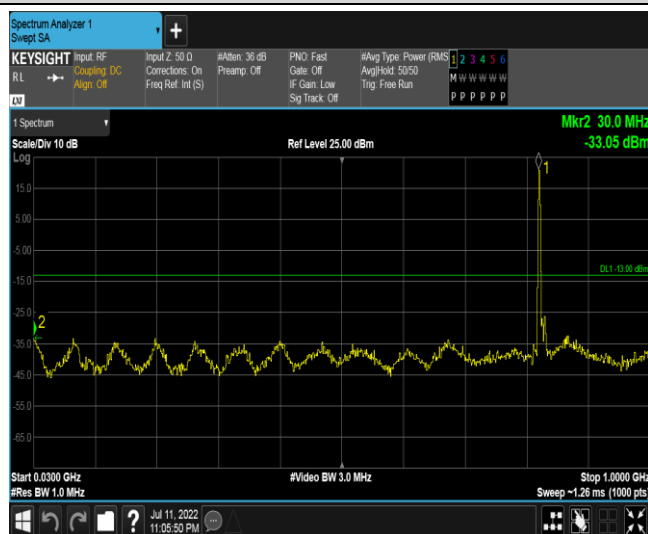 Spectrum Analyzer 1
Swept SA
+
KEYSIGHT
RL
LXI
Input: RF
Coupling: DC
Align: Off
Input Z: 50 Ω
Corrections: On
Freq Ref: Int (S)
#Atten: 36 dB
Preamp: Off
PNO: Fast
Gate: Off
IF Gain: Low
Sig Track: Off
#Avg Type: Power (RMS
Avg|Hold: 50/50
Trig: Free Run
1 2 3 4 5 6
M W W W W W
P P P P P P
1 Spectrum
Mkr2 30.0 MHz
-33.05 dBm
Scale/Div 10 dB
Ref Level 25.00 dBm
Log
1
15.0
5.00
-5.00
DL1 -13.00 dBm
-15.0
-25.0
2
-35.0
-45.0
-55.0
-65.0
Start 0.0300 GHz
#Video BW 3.0 MHz
Stop 1.0000 GHz
#Res BW 1.0 MHz
Sweep ~1.26 ms (1000 pts)
?
Jul 11, 2022
11:05:50 PM